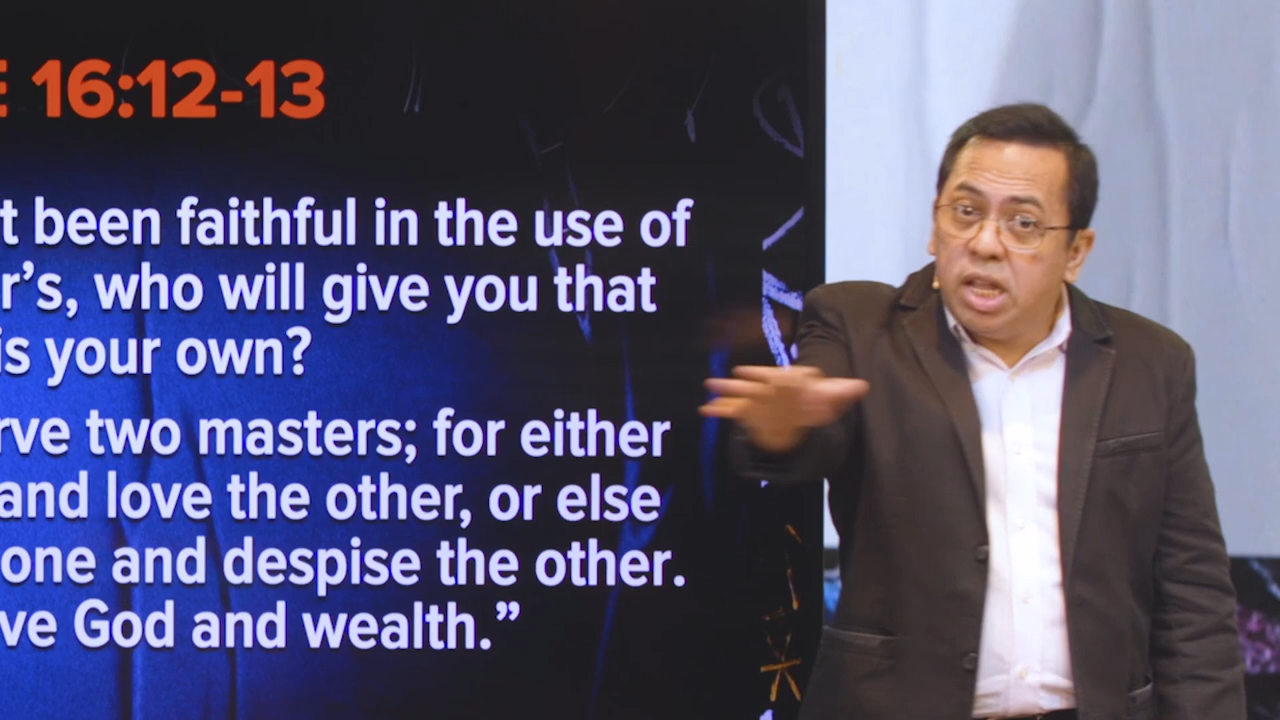 E 16:12-13
t been faithful in the use of
r’s, who will give you that
is your own?
rve two masters; for either
and love the other, or else
one and despise the other.
ve God and wealth.”